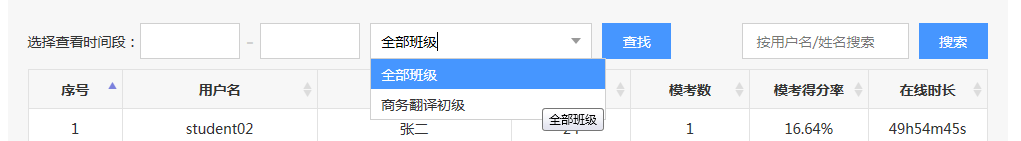 选择查看时间段： - 全部班级 查找 按用户名/姓名搜索 搜索
全部班级
商务翻译初级
全部班级
序号 用户名 模考数 模考得分率 在线时长
1 student02 张二 1 16.64% 49h54m45s